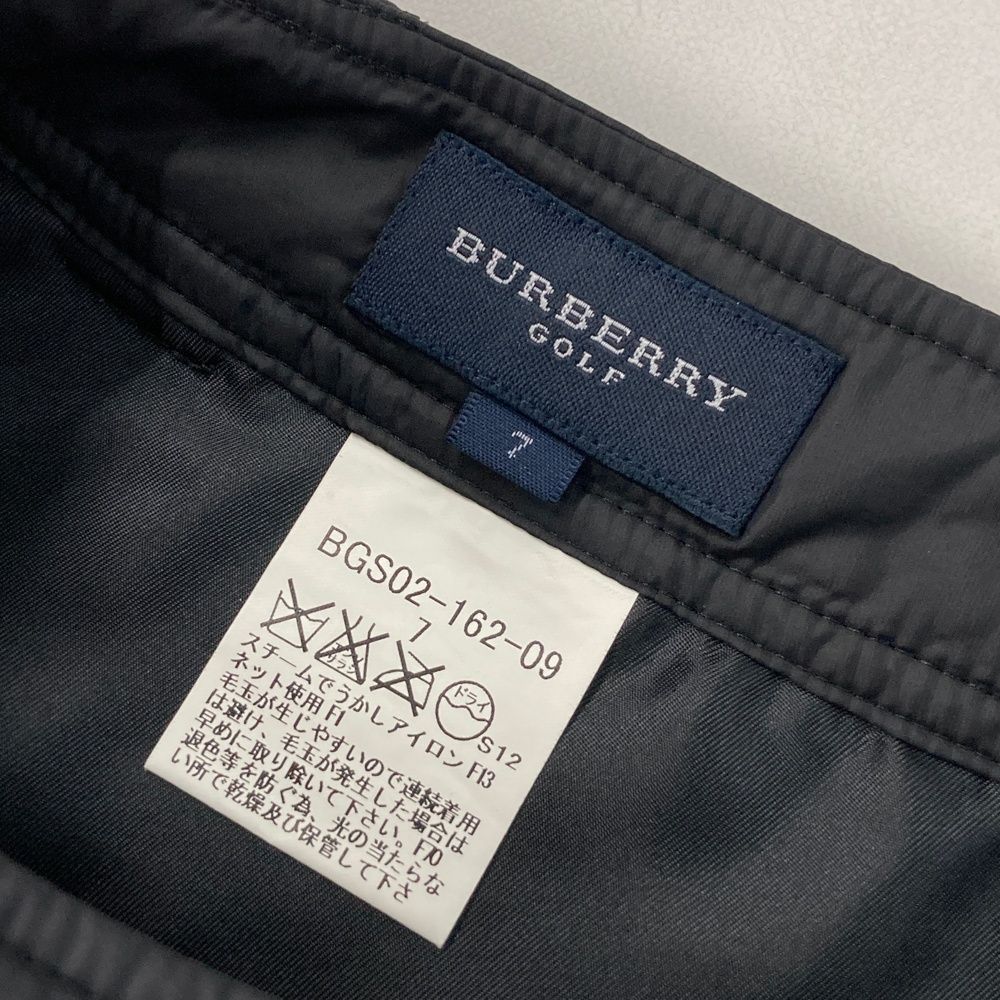 BURBERRY
GOLF
7
BGS02-162-09
7
ドライ
S12
スチームでうかしアイロン F13
ネット使用 F1
毛玉が生じやすいので連続着用
は避け、毛玉が発生した場合は
早めに取り除いて下さい。F70
退色等を防ぐ為、光の当たらな
い所で乾燥及び保管して下さ